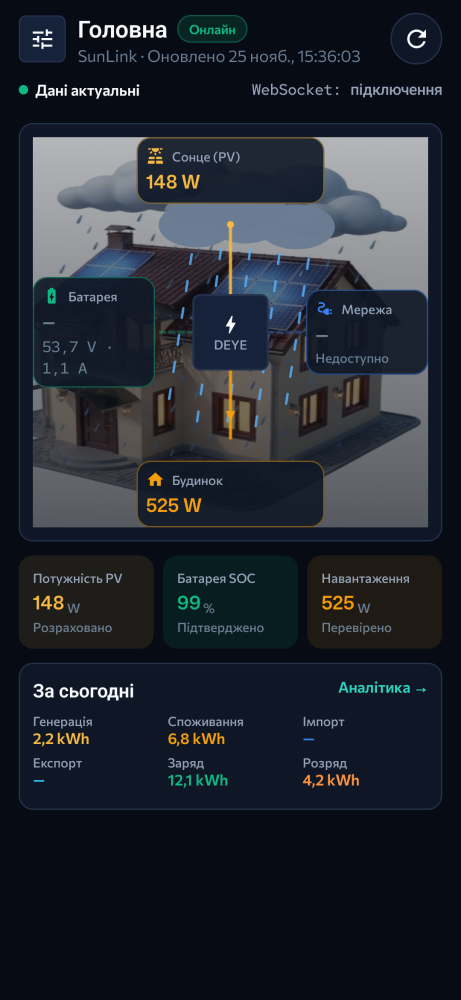 Головна
Онлайн
SunLink · Оновлено 25 нояб., 15:36:03
Дані актуальні
WebSocket: підключення
Сонце (PV)
148 W
Батарея
—
53,7 V ·
1,1 A
DEYE
Мережа
—
Недоступно
Будинок
525 W
Потужність PV
148 W
Розраховано
Батарея SOC
99 %
Підтверджено
Навантаження
525 W
Перевірено
За сьогодні
Аналітика →
Генерація
2,2 kWh
Споживання
6,8 kWh
Імпорт
—
Експорт
—
Заряд
12,1 kWh
Розряд
4,2 kWh